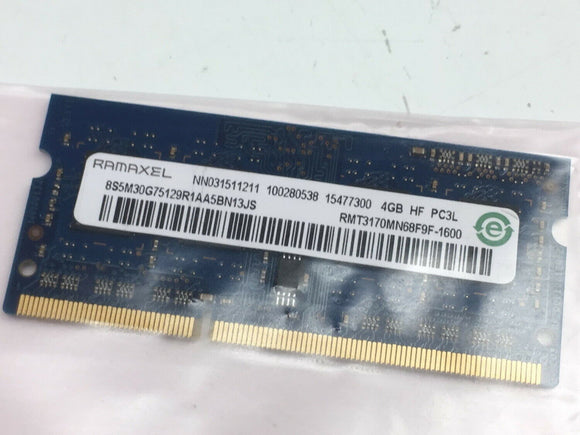 RAMAXEL NN031511211 100280538 15477300 4GB HF PC3L
8S5M30G75129R1AA5BN13JS RMT3170MN68F9F-1600